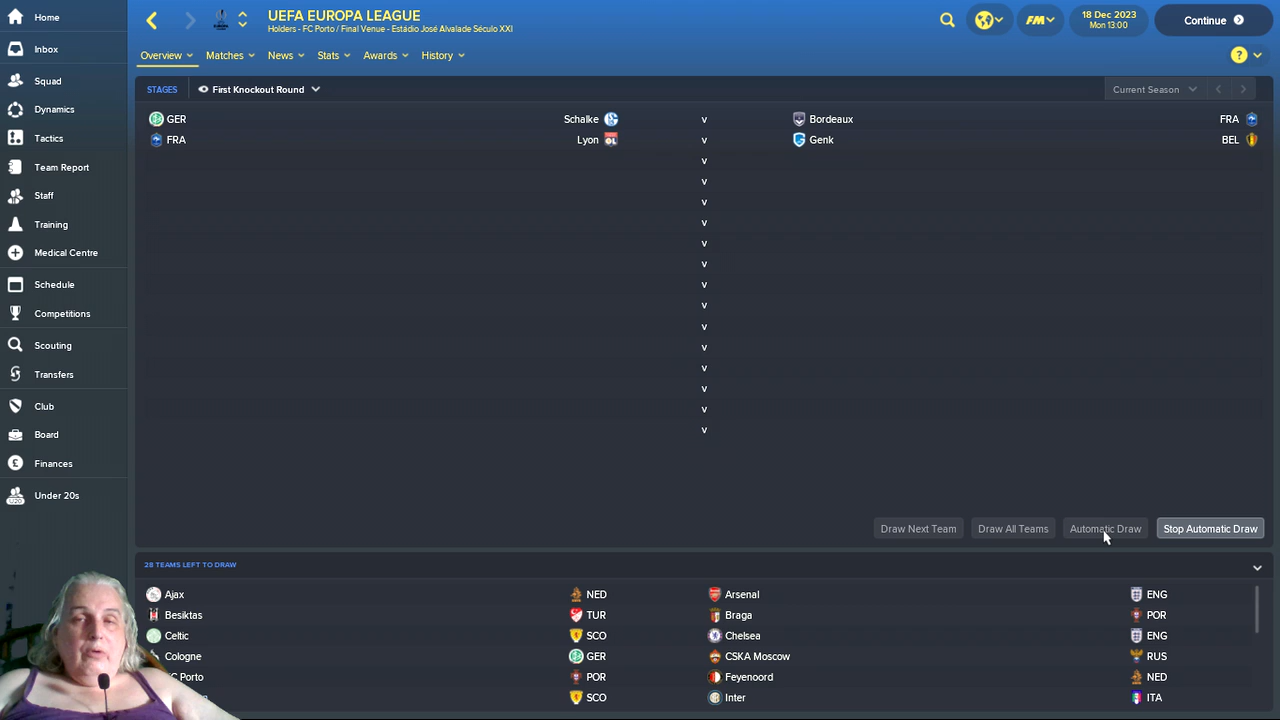 Home
Inbox
Squad
Dynamics
Tactics
Team Report
Staff
Training
Medical Centre
Schedule
Competitions
Scouting
Transfers
Club
Board
Finances
Under 20s
UEFA EUROPA LEAGUE
Holders - FC Porto / Final Venue - Estádio José Alvalade Século XXI
FM
18 Dec 2023
Mon 13:00
Continue
Overview Matches News Stats Awards History
?
STAGES First Knockout Round Current Season
GER Schalke v Bordeaux FRA
FRA Lyon v Genk BEL
v
v
v
v
v
v
v
v
v
v
v
v
v
v
Draw Next Team Draw All Teams Automatic Draw Stop Automatic Draw
28 TEAMS LEFT TO DRAW
Ajax NED Arsenal ENG
Besiktas TUR Braga POR
Celtic SCO Chelsea ENG
Cologne GER CSKA Moscow RUS
FC Porto POR Feyenoord NED
SCO Inter ITA